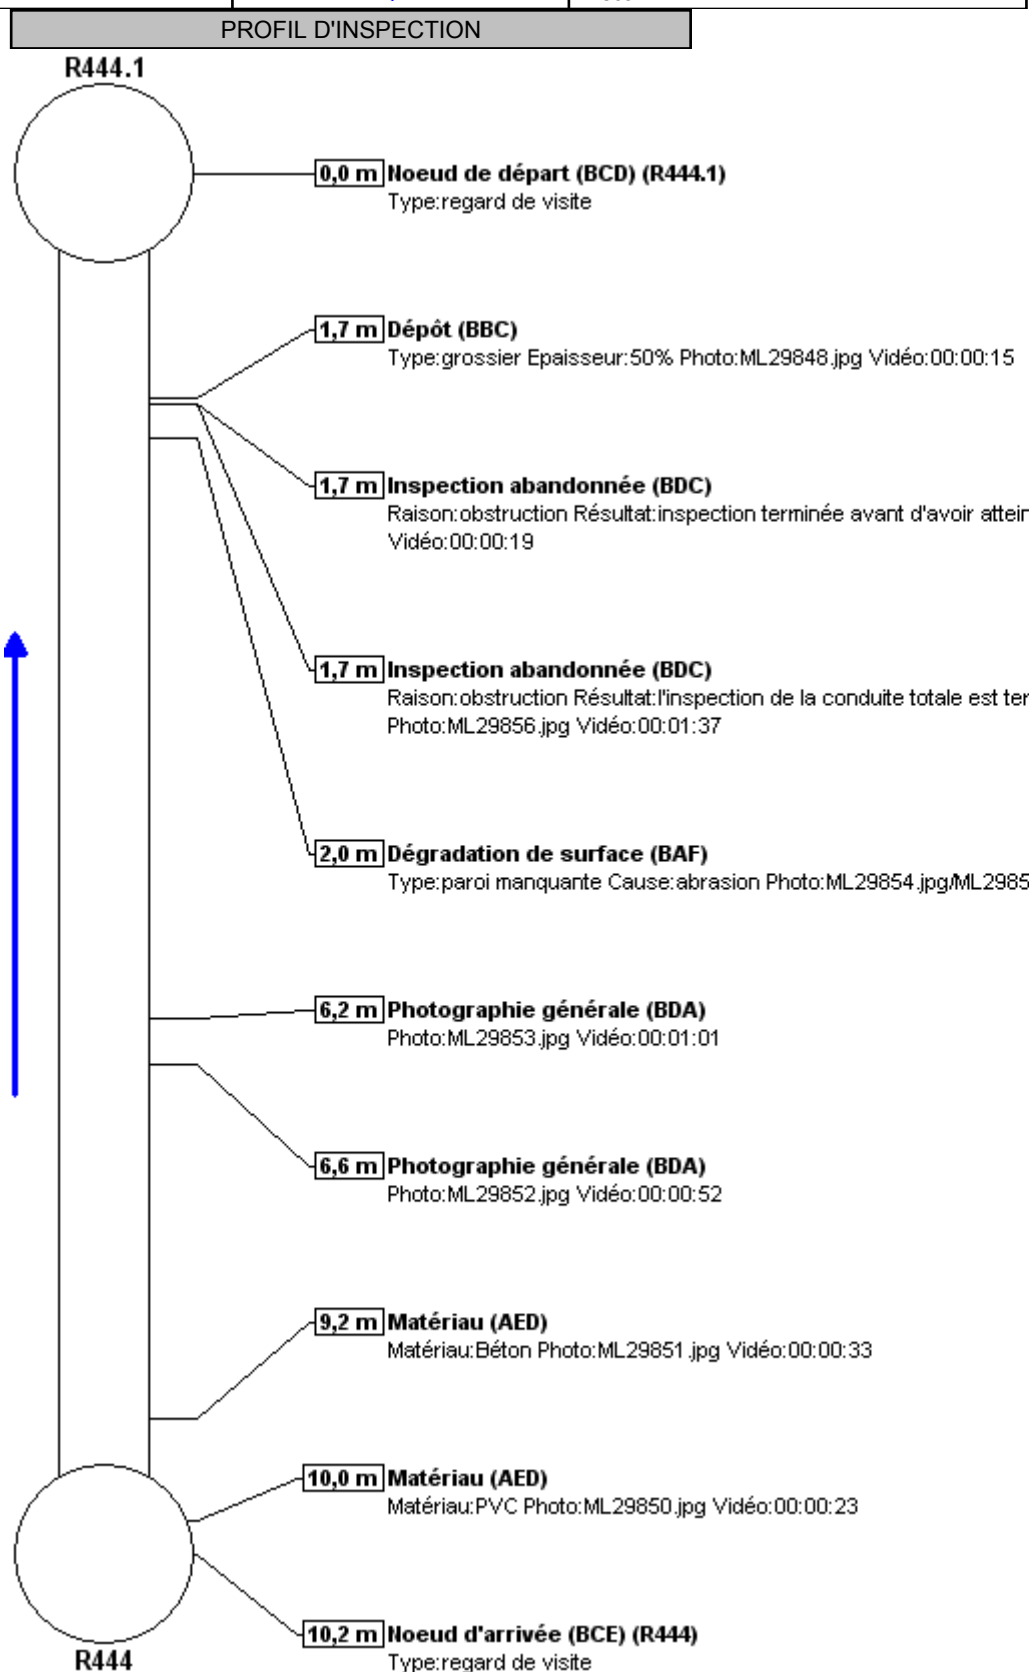 PROFIL D'INSPECTION
R444.1
0,0 m Noeud de départ (BCD) (R444.1)
Type:regard de visite
1,7 m Dépôt (BBC)
Type:grossier Epaisseur:50% Photo:ML29848.jpg Vidéo:00:00:15
1,7 m Inspection abandonnée (BDC)
Raison:obstruction Résultat:inspection terminée avant d'avoir
Vidéo:00:00:19
1,7 m Inspection abandonnée (BDC)
Raison:obstruction Résultat:l'inspection de la conduite totale est
Photo:ML29856.jpg Vidéo:00:01:37
2,0 m Dégradation de surface (BAF)
Type:paroi manquante Cause:abrasion Photo:ML29854.jpg/ML2985
6,2 m Photographie générale (BDA)
Photo:ML29853.jpg Vidéo:00:01:01
6,6 m Photographie générale (BDA)
Photo:ML29852.jpg Vidéo:00:00:52
9,2 m Matériau (AED)
Matériau:Béton Photo:ML29851.jpg Vidéo:00:00:33
10,0 m Matériau (AED)
Matériau:PVC Photo:ML29850.jpg Vidéo:00:00:23
10,2 m Noeud d'arrivée (BCE) (R444)
R444
Type:regard de visite